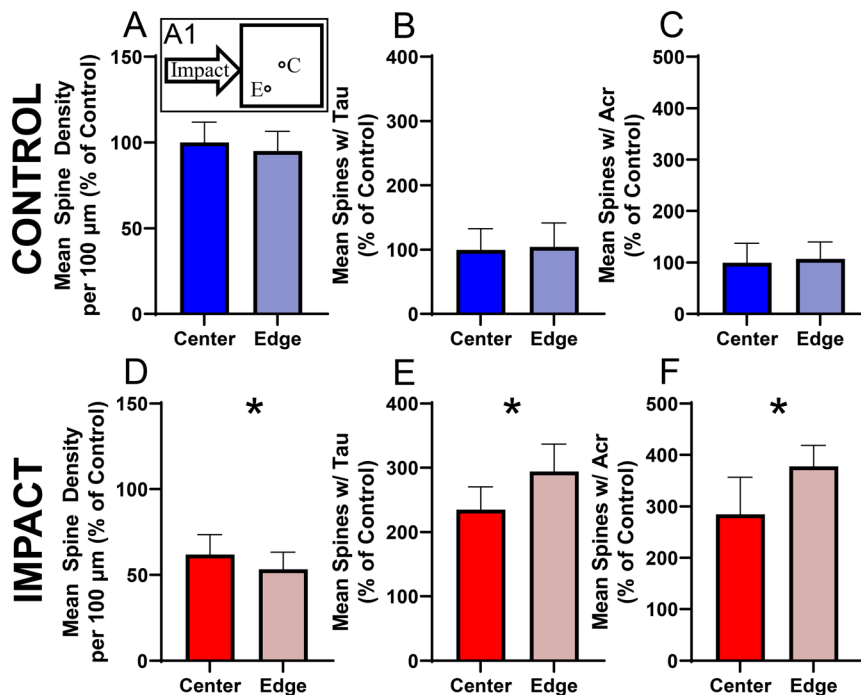 CONTROL
A
A1
Impact
C
E
Mean Spine Density
per 100 µm (% of Control)
150
100
50
0
Center
Edge
B
Mean Spines w/ Tau
(% of Control)
400
300
200
100
0
Center
Edge
C
Mean Spines w/ Acr
(% of Control)
500
400
300
200
100
0
Center
Edge
IMPACT
D
*
Mean Spine Density
per 100 µm (% of Control)
150
100
50
0
Center
Edge
E
*
Mean Spines w/ Tau
(% of Control)
400
300
200
100
0
Center
Edge
F
*
Mean Spines w/ Acr
(% of Control)
500
400
300
200
100
0
Center
Edge